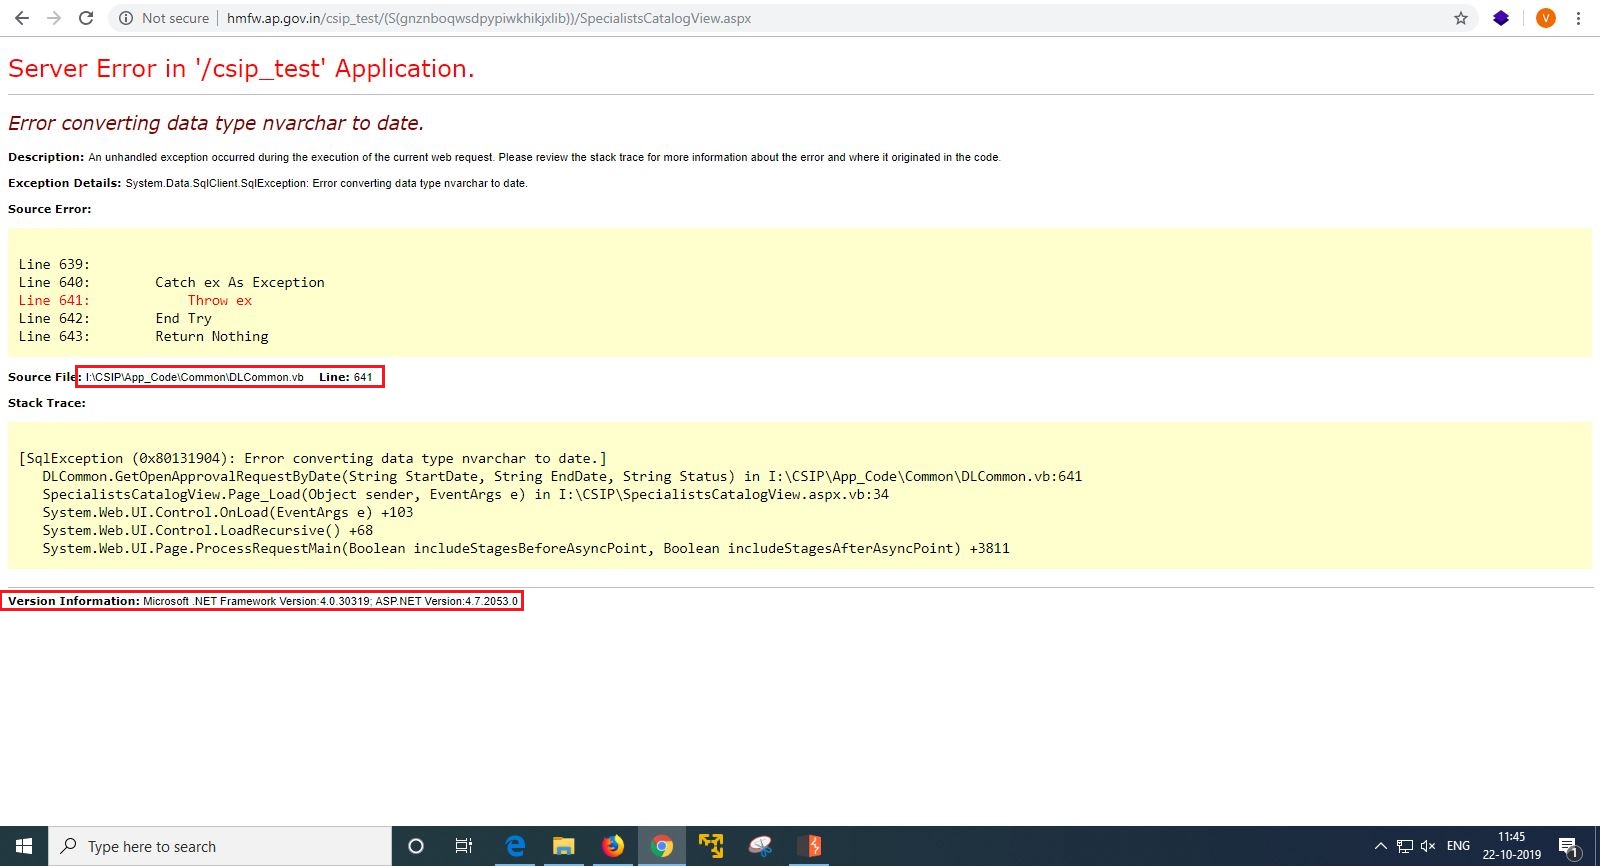 Not secure | hmfw.ap.gov.in/csip_test/(S(gnznboqwsdpypiwkhikjxlib))/SpecialistsCatalogView.aspx
V
Server Error in '/csip_test' Application.
Error converting data type nvarchar to date.
Description: An unhandled exception occurred during the execution of the current web request. Please review the stack trace for more information about the error and where it originated in the code.
Exception Details: System.Data.SqlClient.SqlException: Error converting data type nvarchar to date.
Source Error:
Line 639:
Line 640:        Catch ex As Exception
Line 641:            Throw ex
Line 642:        End Try
Line 643:        Return Nothing
Source File: I:\CSIP\App_Code\Common\DLCommon.vb    Line: 641
Stack Trace:
[SqlException (0x80131904): Error converting data type nvarchar to date.]
   DLCommon.GetOpenApprovalRequestByDate(String StartDate, String EndDate, String Status) in I:\CSIP\App_Code\Common\DLCommon.vb:641
   SpecialistsCatalogView.Page_Load(Object sender, EventArgs e) in I:\CSIP\SpecialistsCatalogView.aspx.vb:34
   System.Web.UI.Control.OnLoad(EventArgs e) +103
   System.Web.UI.Control.LoadRecursive() +68
   System.Web.UI.Page.ProcessRequestMain(Boolean includeStagesBeforeAsyncPoint, Boolean includeStagesAfterAsyncPoint) +3811
Version Information: Microsoft .NET Framework Version:4.0.30319; ASP.NET Version:4.7.2053.0
Type here to search
ENG
11:45
22-10-2019
1